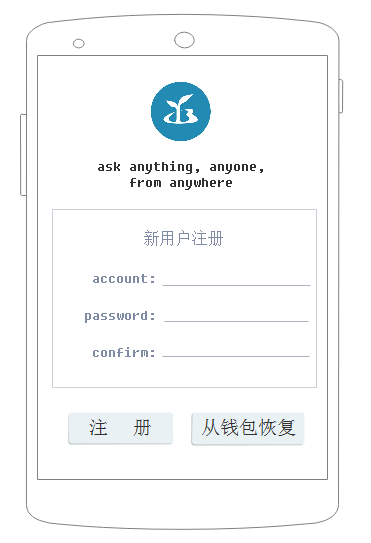 ask anything, anyone,
from anywhere
新用户注册
account:
password:
confirm:
注 册
从钱包恢复